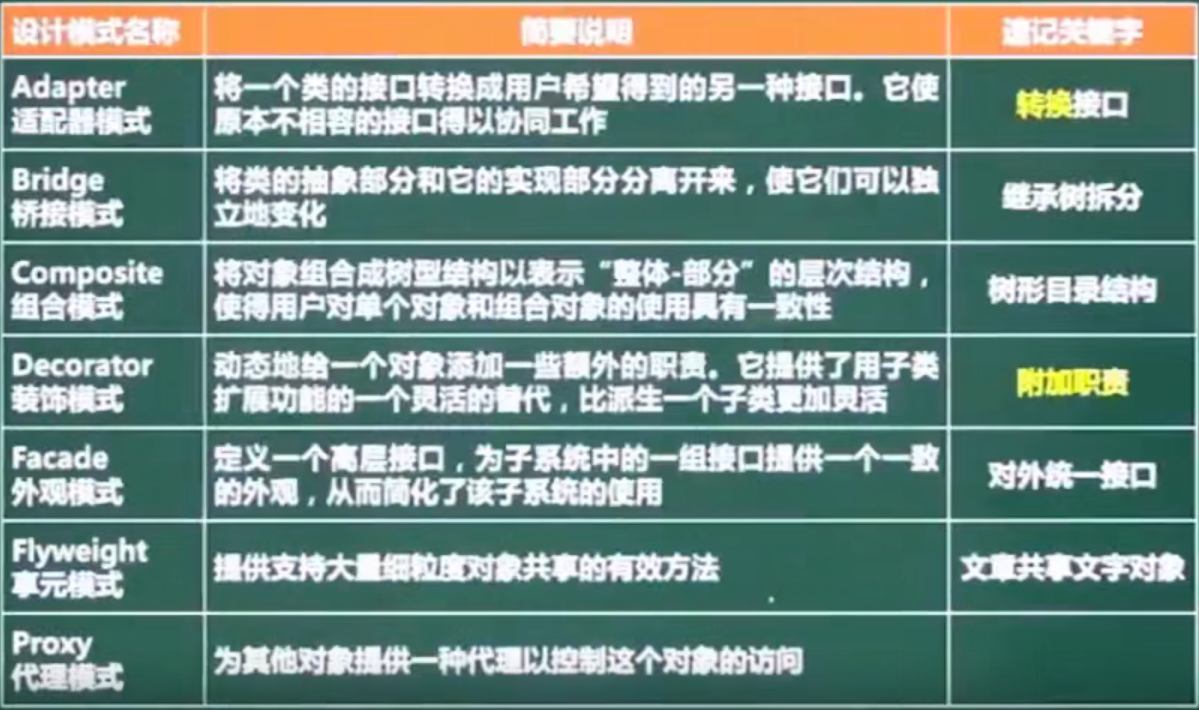 设计模式名称 简要说明 速记关键字
Adapter
适配器模式
将一个类的接口转换成用户希望得到的另一种接口。它使
原本不相容的接口得以协同工作
转换接口
Bridge
桥接模式
将类的抽象部分和它的实现部分分离开来，使它们可以独
立地变化
继承树拆分
Composite
组合模式
将对象组合成树型结构以表示“整体-部分”的层次结构，
使得用户对单个对象和组合对象的使用具有一致性
树形目录结构
Decorator
装饰模式
动态地给一个对象添加一些额外的职责。它提供了用子类
扩展功能的一个灵活的替代，比派生一个子类更加灵活
附加职责
Facade
外观模式
定义一个高层接口，为子系统中的一组接口提供一个一致
的外观，从而简化了该子系统的使用
对外统一接口
Flyweight
享元模式
提供支持大量细粒度对象共享的有效方法
文章共享文字对象
Proxy
代理模式
为其他对象提供一种代理以控制这个对象的访问